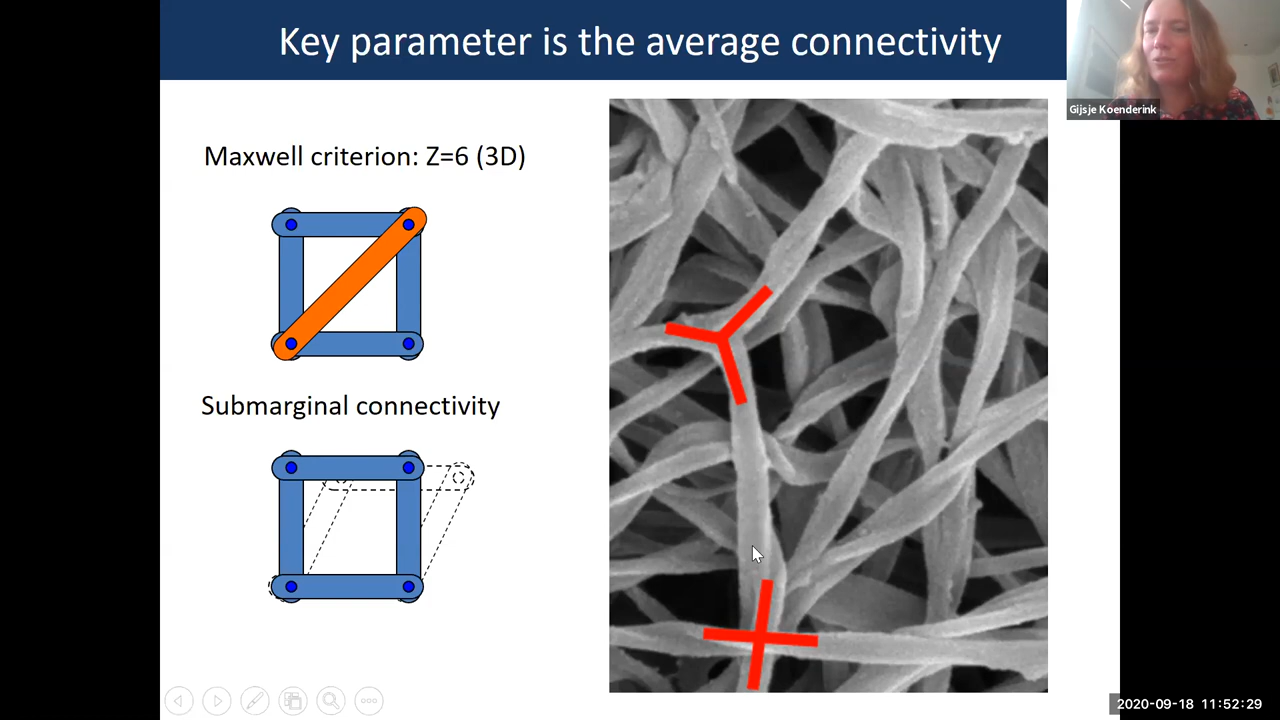 Key parameter is the average connectivity
Gijsje Koenderink
Maxwell criterion: Z=6 (3D)
Submarginal connectivity
2020-09-18 11:52:29